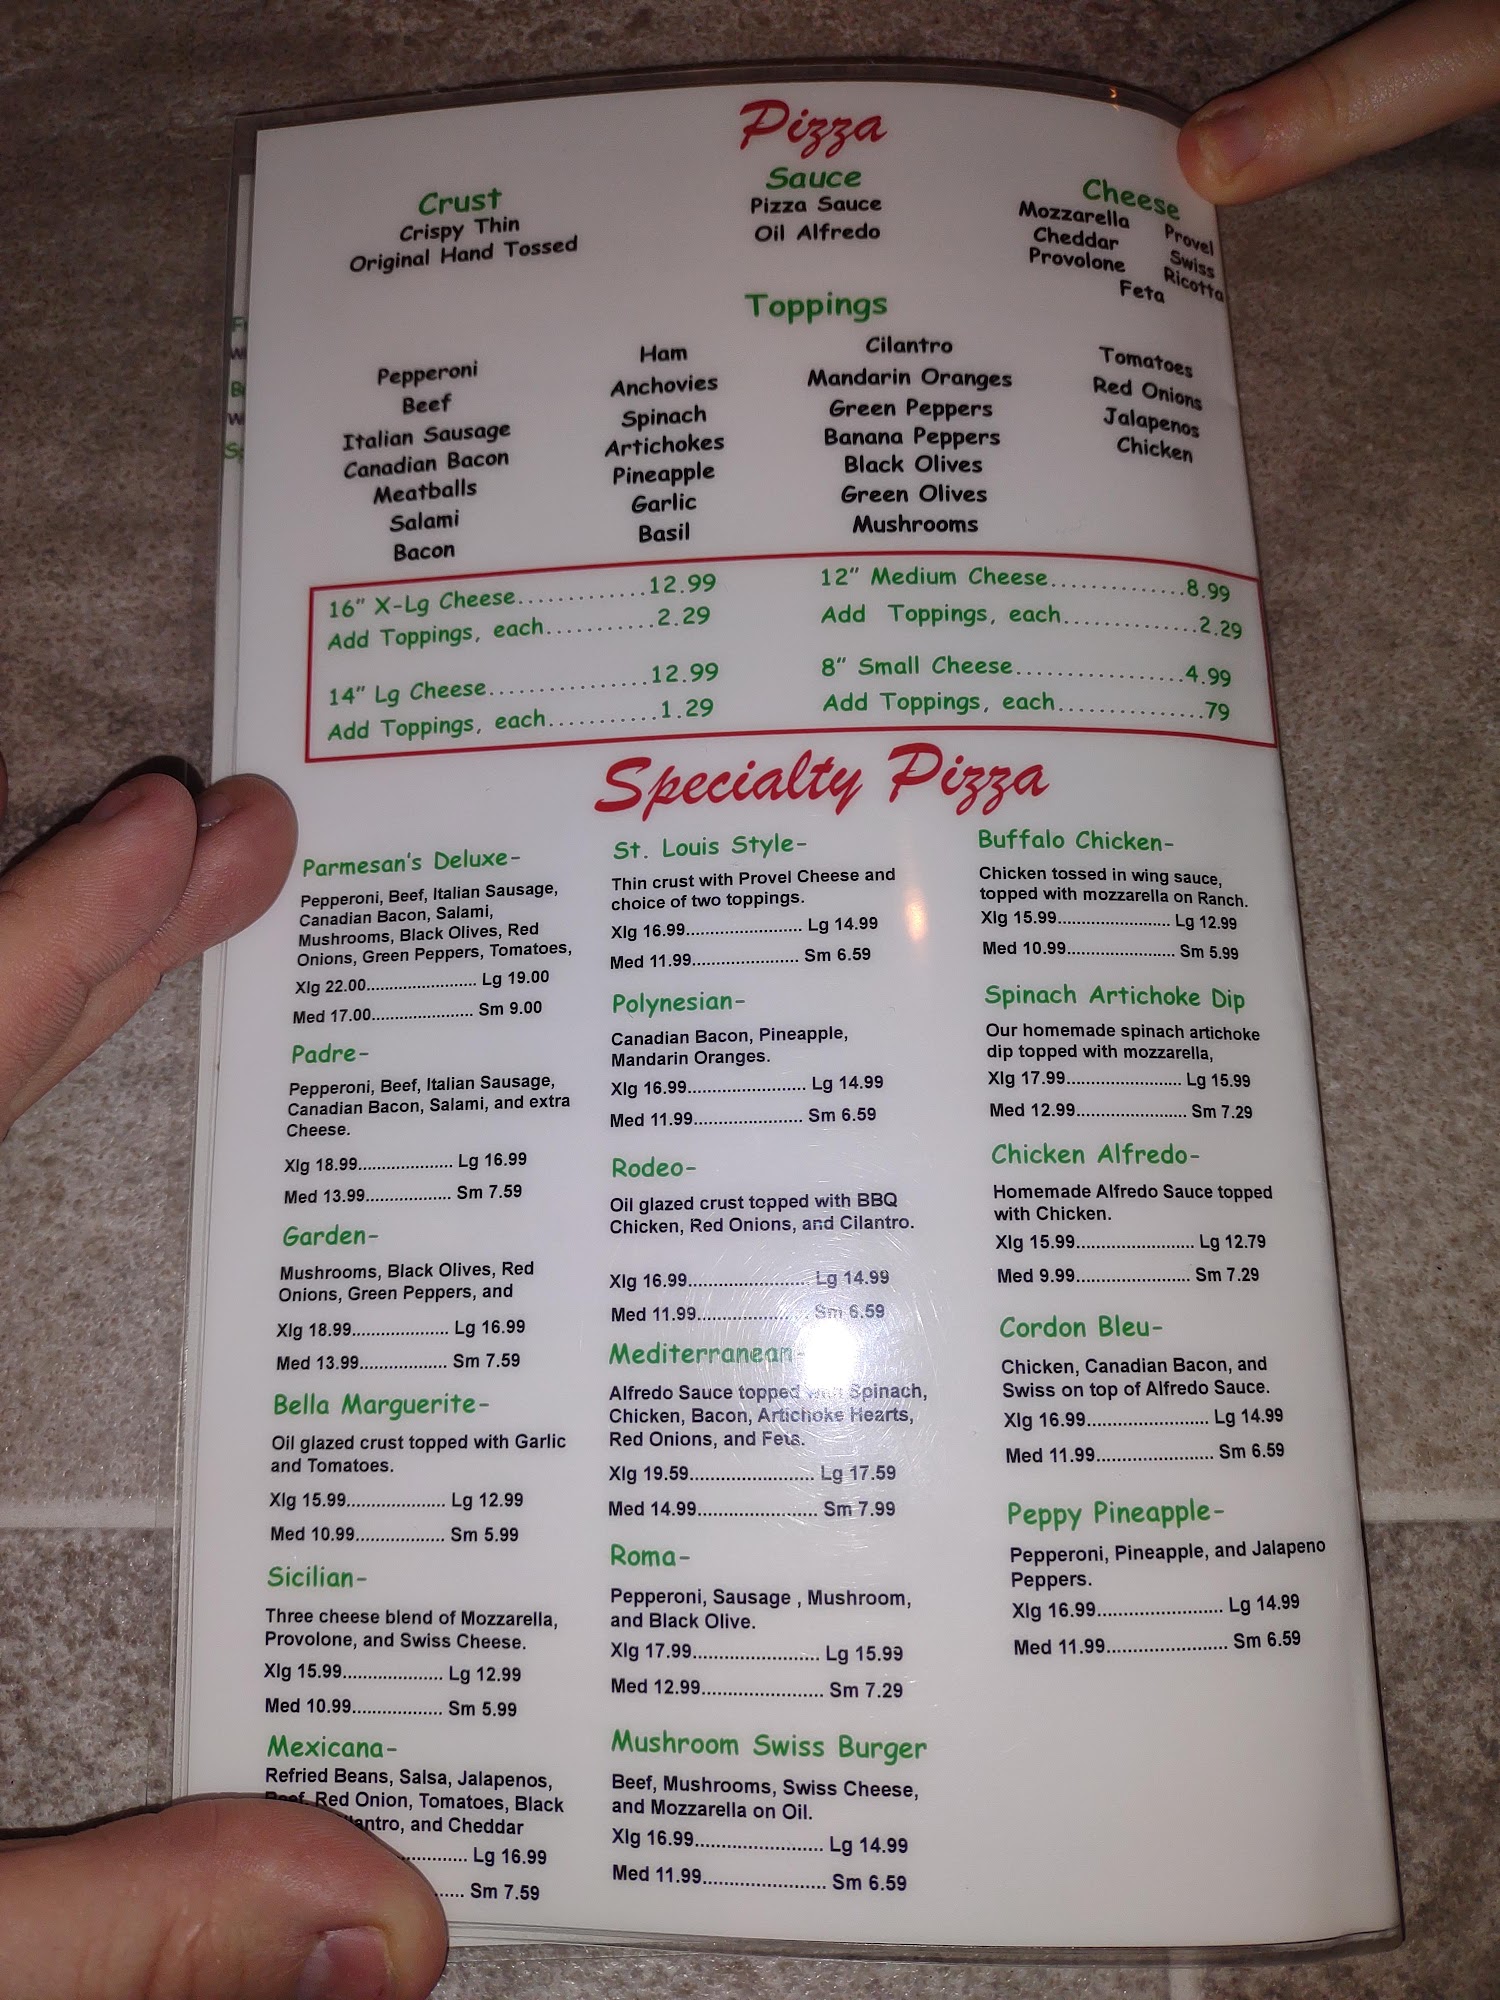 Pizza
Crust
Crispy Thin
Original Hand Tossed
Sauce
Pizza Sauce
Oil Alfredo
Cheese
Mozzarella Provel
Cheddar Swiss
Provolone Ricotta
Feta
Toppings
Pepperoni
Beef
Italian Sausage
Canadian Bacon
Meatballs
Salami
Bacon
Ham
Anchovies
Spinach
Artichokes
Pineapple
Garlic
Basil
Cilantro
Mandarin Oranges
Green Peppers
Banana Peppers
Black Olives
Green Olives
Mushrooms
Tomatoes
Red Onions
Jalapenos
Chicken
16" X-Lg Cheese.............12.99
Add Toppings, each...........2.29
14" Lg Cheese................12.99
Add Toppings, each...........1.29
12" Medium Cheese.............8.99
Add Toppings, each.............2.29
8" Small Cheese.................4.99
Add Toppings, each...............79
Specialty Pizza
Parmesan's Deluxe-
Pepperoni, Beef, Italian Sausage,
Canadian Bacon, Salami,
Mushrooms, Black Olives, Red
Onions, Green Peppers, Tomatoes,
Xlg 22.00........................ Lg 19.00
Med 17.00...................... Sm 9.00
Padre-
Pepperoni, Beef, Italian Sausage,
Canadian Bacon, Salami, and extra
Cheese.
Xlg 18.99.................... Lg 16.99
Med 13.99.................. Sm 7.59
Garden-
Mushrooms, Black Olives, Red
Onions, Green Peppers, and
Xlg 18.99.................... Lg 16.99
Med 13.99.................. Sm 7.59
Bella Marguerite-
Oil glazed crust topped with Garlic
and Tomatoes.
Xlg 15.99.................... Lg 12.99
Med 10.99.................. Sm 5.99
Sicilian-
Three cheese blend of Mozzarella,
Provolone, and Swiss Cheese.
Xlg 15.99.................... Lg 12.99
Med 10.99.................. Sm 5.99
Mexicana-
Refried Beans, Salsa, Jalapenos,
Beef, Red Onion, Tomatoes, Black
and Cheddar
Lg 16.99
Sm 7.59
St. Louis Style-
Thin crust with Provel Cheese and
choice of two toppings.
Xlg 16.99........................ Lg 14.99
Med 11.99...................... Sm 6.59
Polynesian-
Canadian Bacon, Pineapple,
Mandarin Oranges.
Xlg 16.99........................ Lg 14.99
Med 11.99...................... Sm 6.59
Rodeo-
Oil glazed crust topped with BBQ
Chicken, Red Onions, and Cilantro.
Xlg 16.99........................ Lg 14.99
Med 11.99...................... Sm 6.59
Mediterranean-
Alfredo Sauce topped with Spinach,
Chicken, Bacon, Artichoke Hearts,
Red Onions, and Feta.
Xlg 19.59........................ Lg 17.59
Med 14.99....................... Sm 7.99
Roma-
Pepperoni, Sausage , Mushroom,
and Black Olive.
Xlg 17.99........................ Lg 15.99
Med 12.99....................... Sm 7.29
Mushroom Swiss Burger
Beef, Mushrooms, Swiss Cheese,
and Mozzarella on Oil.
Xlg 16.99........................ Lg 14.99
Med 11.99....................... Sm 6.59
Buffalo Chicken-
Chicken tossed in wing sauce,
topped with mozzarella on Ranch.
Xlg 15.99........................ Lg 12.99
Med 10.99....................... Sm 5.99
Spinach Artichoke Dip
Our homemade spinach artichoke
dip topped with mozzarella,
Xlg 17.99........................ Lg 15.99
Med 12.99....................... Sm 7.29
Chicken Alfredo-
Homemade Alfredo Sauce topped
with Chicken.
Xlg 15.99........................ Lg 12.79
Med 9.99....................... Sm 7.29
Cordon Bleu-
Chicken, Canadian Bacon, and
Swiss on top of Alfredo Sauce.
Xlg 16.99........................ Lg 14.99
Med 11.99....................... Sm 6.59
Peppy Pineapple-
Pepperoni, Pineapple, and Jalapeno
Peppers.
Xlg 16.99........................ Lg 14.99
Med 11.99....................... Sm 6.59